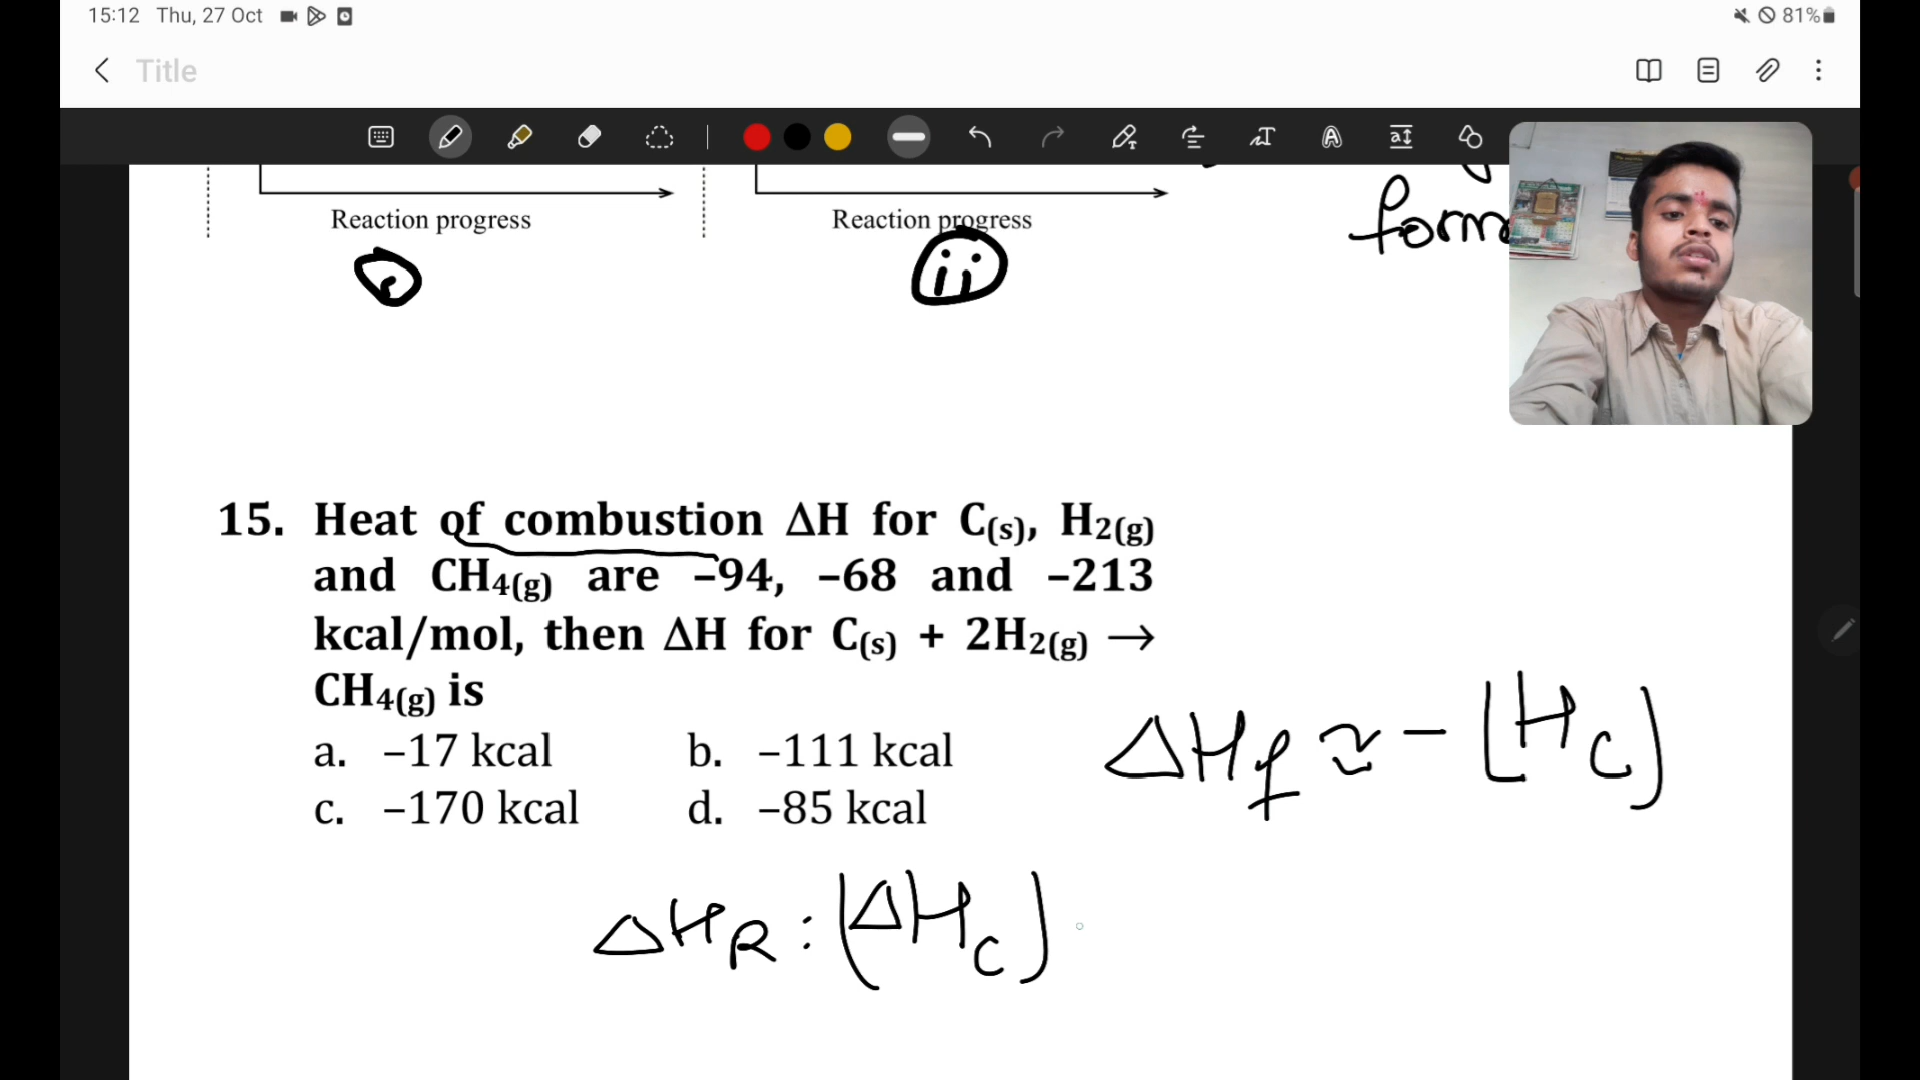 15:12 Thu, 27 Oct
81%
Title
Reaction progress
Reaction progress
ii
15. Heat of combustion ΔH for C(s), H2(g)
and CH4(g) are –94, –68 and –213
kcal/mol, then ΔH for C(s) + 2H2(g) →
CH4(g) is
a. –17 kcal b. –111 kcal
c. –170 kcal d. –85 kcal
ΔHf ≈ – [HC]
ΔHR : (ΔHC)